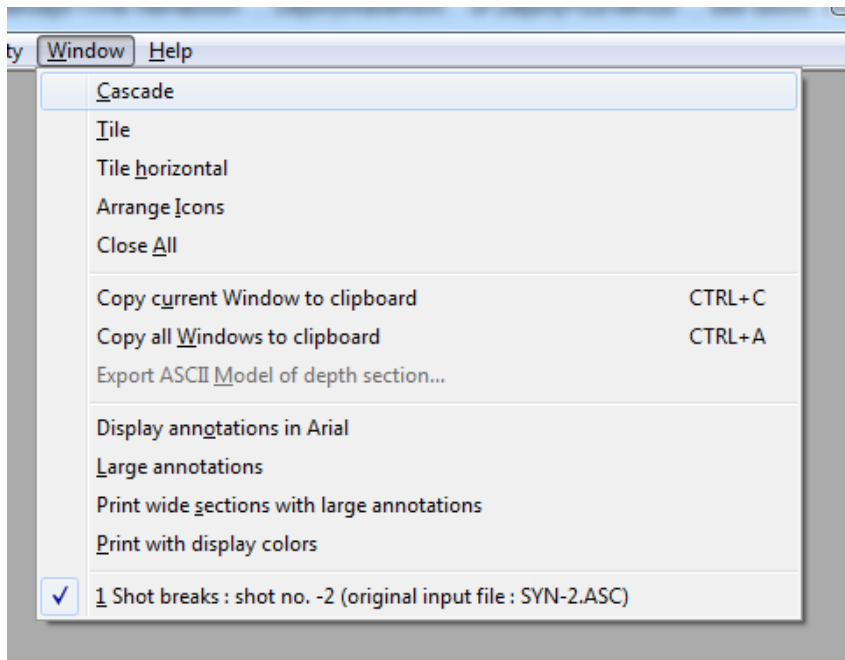 ty Window Help
Cascade
Tile
Tile horizontal
Arrange Icons
Close All
Copy current Window to clipboard CTRL+C
Copy all Windows to clipboard CTRL+A
Export ASCII Model of depth section...
Display annotations in Arial
Large annotations
Print wide sections with large annotations
Print with display colors
1 Shot breaks : shot no. -2 (original input file : SYN-2.ASC)